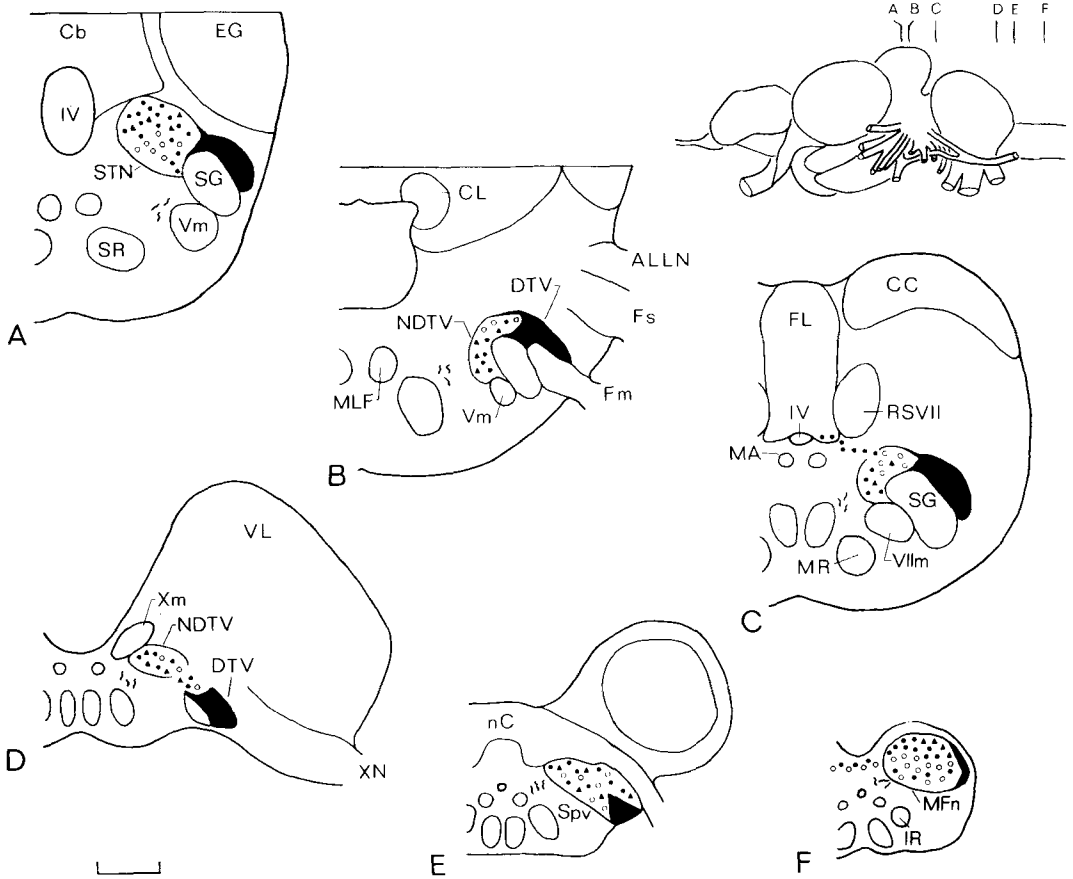 A B C D E F
Cb
EG
IV
STN
SG
Vm
SR
A
CL
ALLN
DTV
NDTV
Fs
MLF
Vm
Fm
B
CC
FL
IV
RSVII
MA
SG
MR
VIIm
C
VL
Xm
NDTV
DTV
D
XN
nC
Spv
E
MFn
IR
F